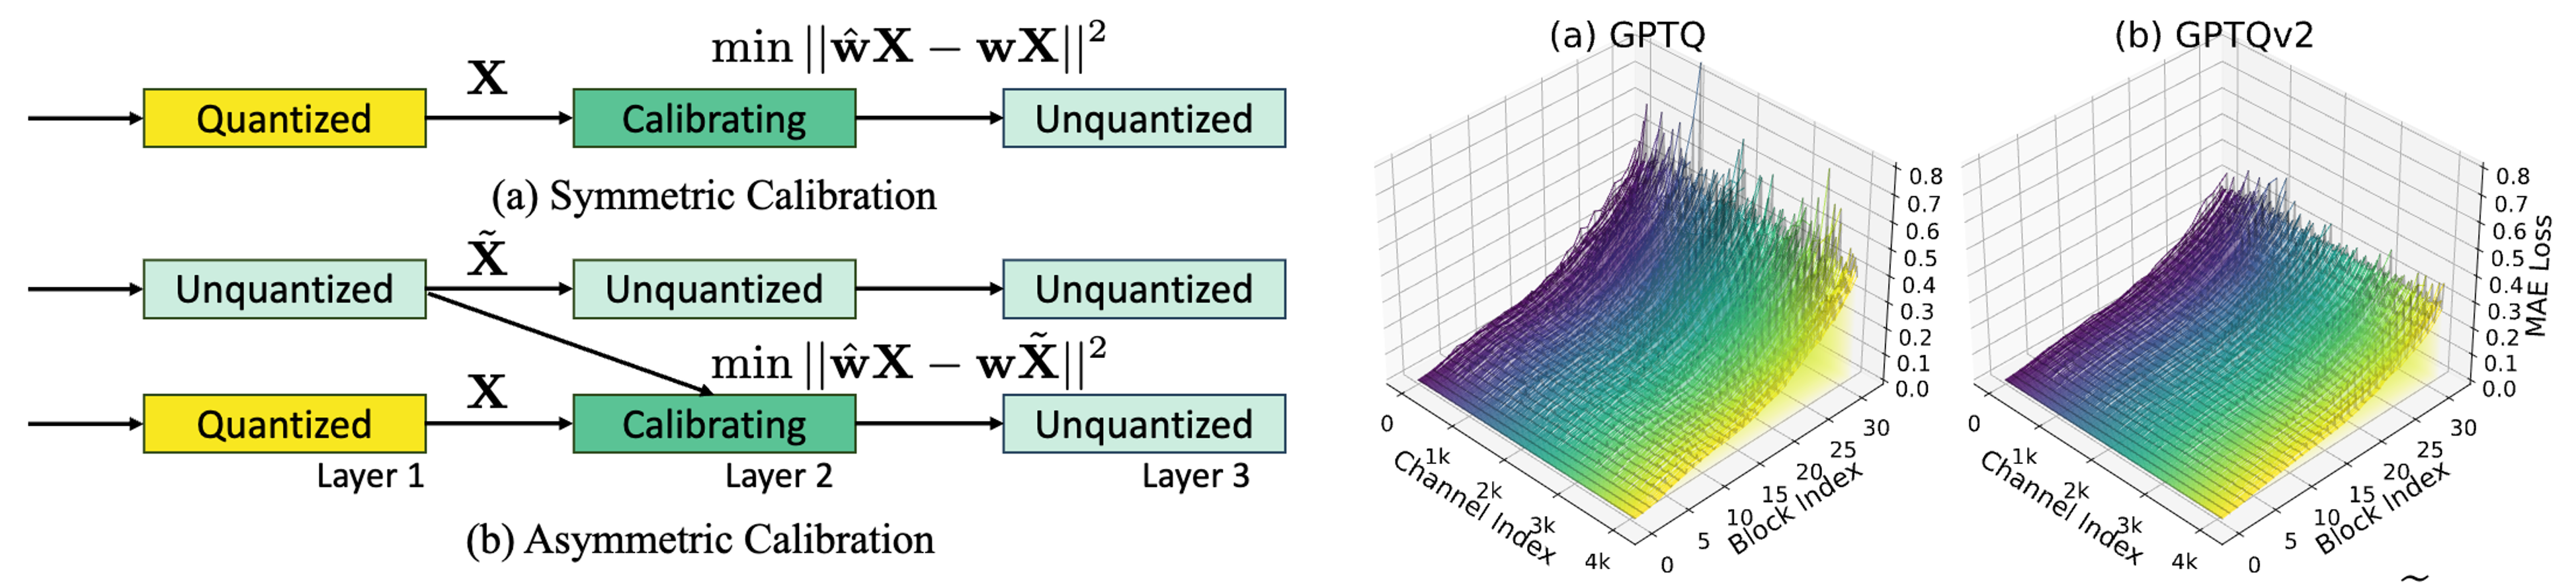 min ||ŵX − wX||²
X
Quantized
Calibrating
Unquantized
(a) Symmetric Calibration
X̃
Unquantized
Unquantized
Unquantized
min ||ŵX − wX̃||²
X
Quantized
Calibrating
Unquantized
Layer 1
Layer 2
Layer 3
(b) Asymmetric Calibration
(a) GPTQ
0.8
0.7
0.6
0.5
0.4
0.3
0.2
0.1
0.0
0
1k
2k
3k
4k
Channel Index
0
5
10
15
20
25
30
Block Index
(b) GPTQv2
0.8
0.7
0.6
0.5
0.4
0.3
0.2
0.1
0.0
MAE Loss
0
1k
2k
3k
4k
Channel Index
0
5
10
15
20
25
30
Block Index
~